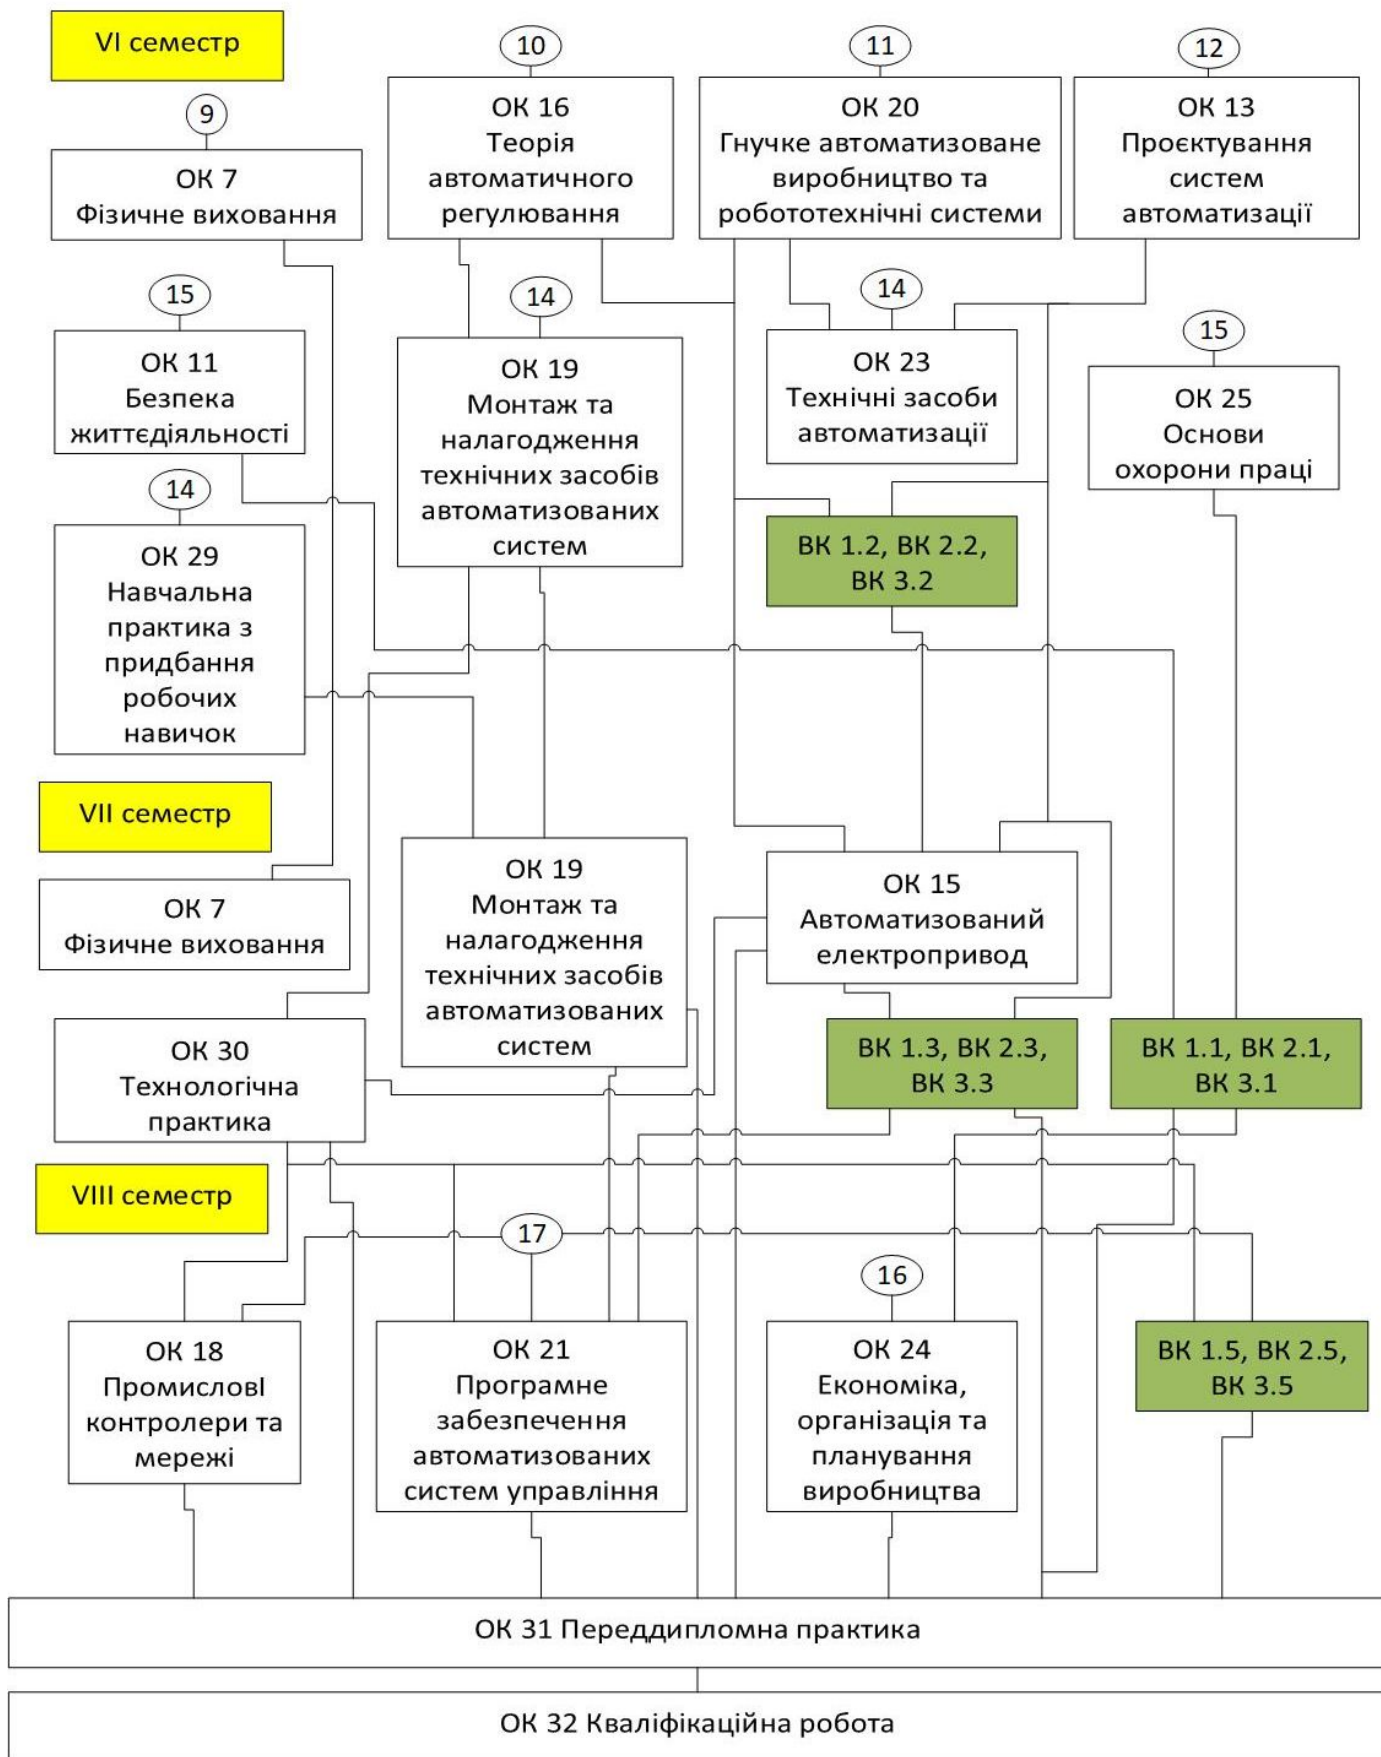 VI семестр
10
11
12
9
ОК 16
Теорія
автоматичного
регулювання
ОК 20
Гнучке автоматизоване
виробництво та
робототехнічні системи
ОК 13
Проєктування
систем
автоматизації
ОК 7
Фізичне виховання
15
14
14
15
ОК 11
Безпека
життєдіяльності
ОК 19
Монтаж та
налагодження
технічних засобів
автоматизованих
систем
ОК 23
Технічні засоби
автоматизації
ОК 25
Основи
охорони праці
14
ОК 29
Навчальна
практика з
придбання
робочих
навичок
ВК 1.2, ВК 2.2,
ВК 3.2
VII семестр
ОК 7
Фізичне виховання
ОК 19
Монтаж та
налагодження
технічних засобів
автоматизованих
систем
ОК 15
Автоматизований
електропривод
ОК 30
Технологічна
практика
ВК 1.3, ВК 2.3,
ВК 3.3
ВК 1.1, ВК 2.1,
ВК 3.1
VIII семестр
17
16
ОК 18
ПромисловІ
контролери та
мережі
ОК 21
Програмне
забезпечення
автоматизованих
систем управління
ОК 24
Економіка,
організація та
планування
виробництва
ВК 1.5, ВК 2.5,
ВК 3.5
ОК 31 Переддипломна практика
ОК 32 Кваліфікаційна робота